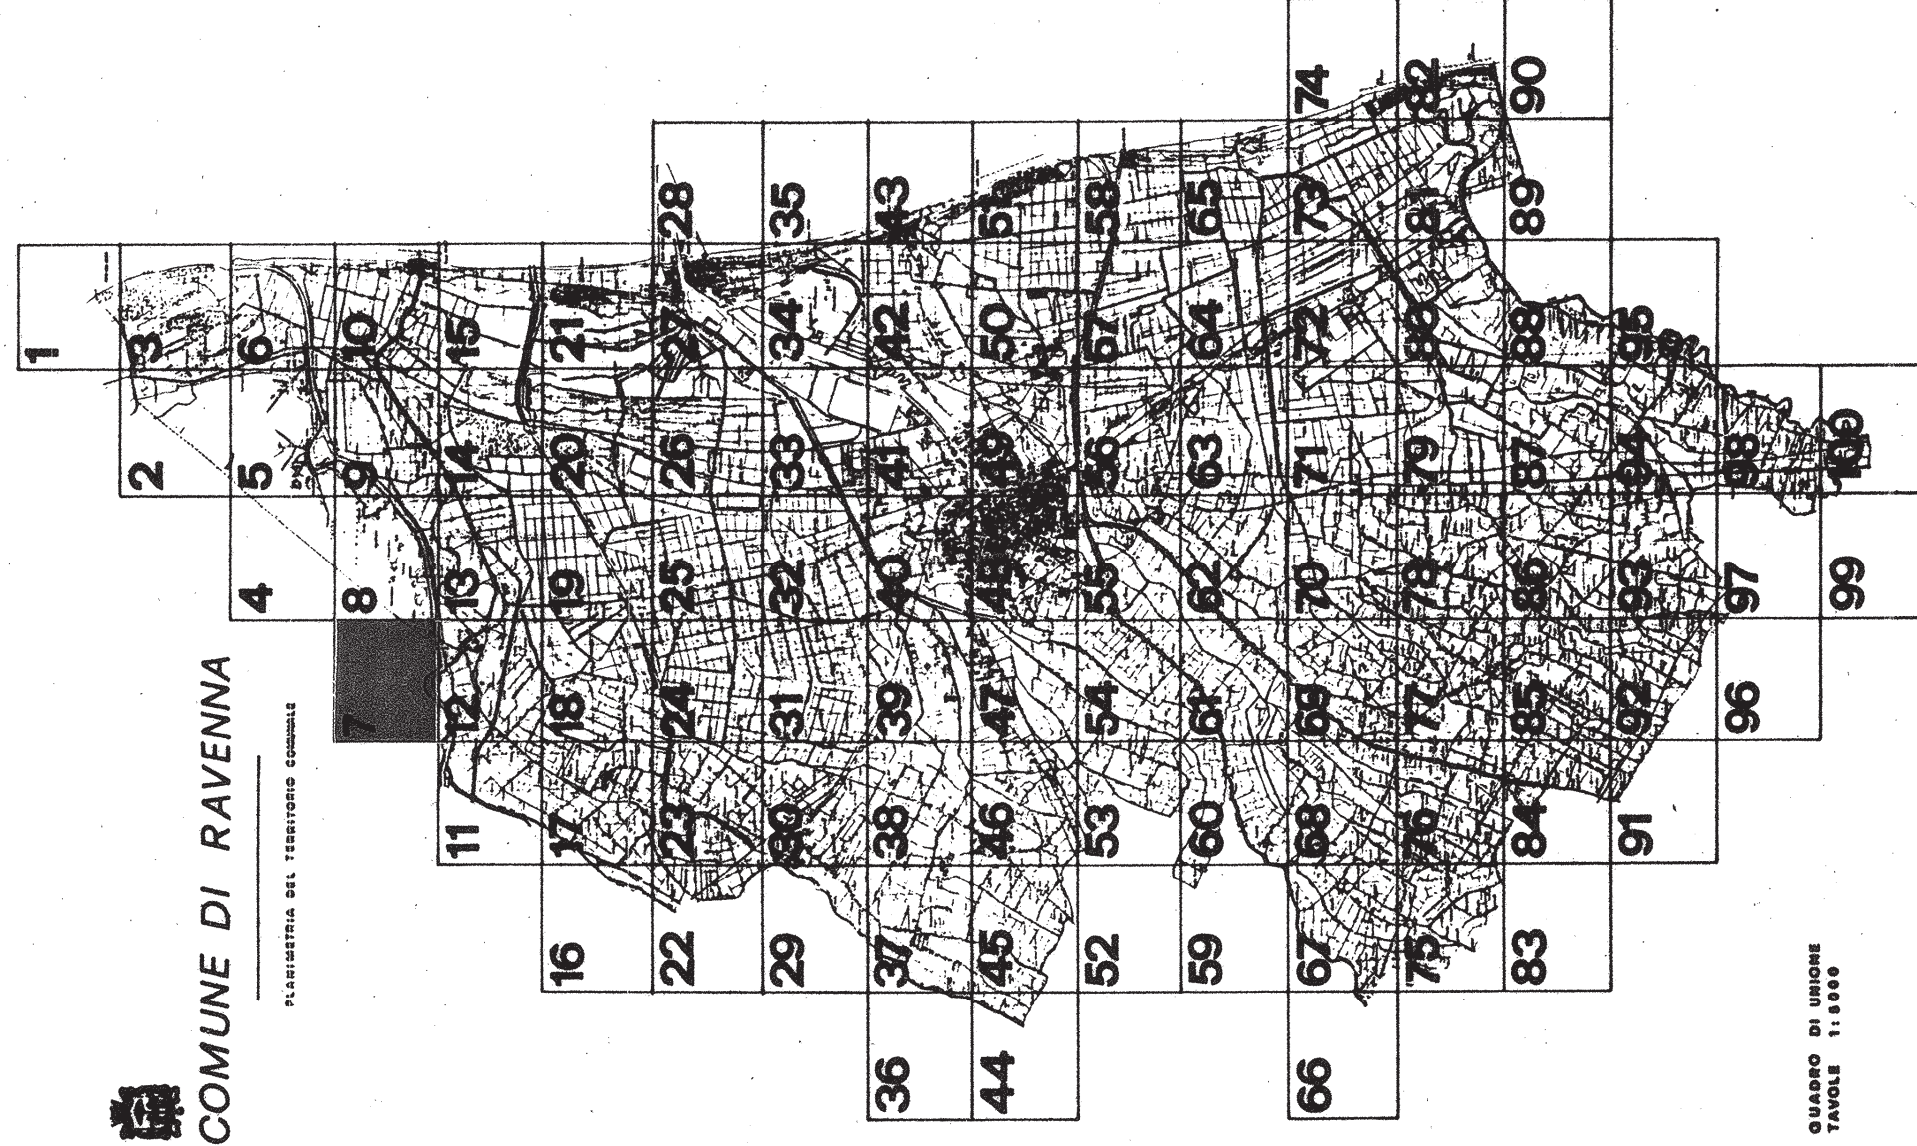 COMUNE DI RAVENNA
PLANIMETRIA DEL TERRITORIO COMUNALE
1
2 3
4 5 6
7 8 9 10
11 12 13 14 15
16 17 18 19 20 21
22 23 24 25 26 27 28
29 30 31 32 33 34 35
36 37 38 39 40 41 42 43
44 45 46 47 48 49 50 51
52 53 54 55 56 57 58
59 60 61 62 63 64 65
66 67 68 69 70 71 72 73 74
75 76 77 78 79 80 81 82
83 84 85 86 87 88 89 90
91 92 93 94 95
96 97 98
99 100
QUADRO DI UNIONE
TAVOLE 1:5000